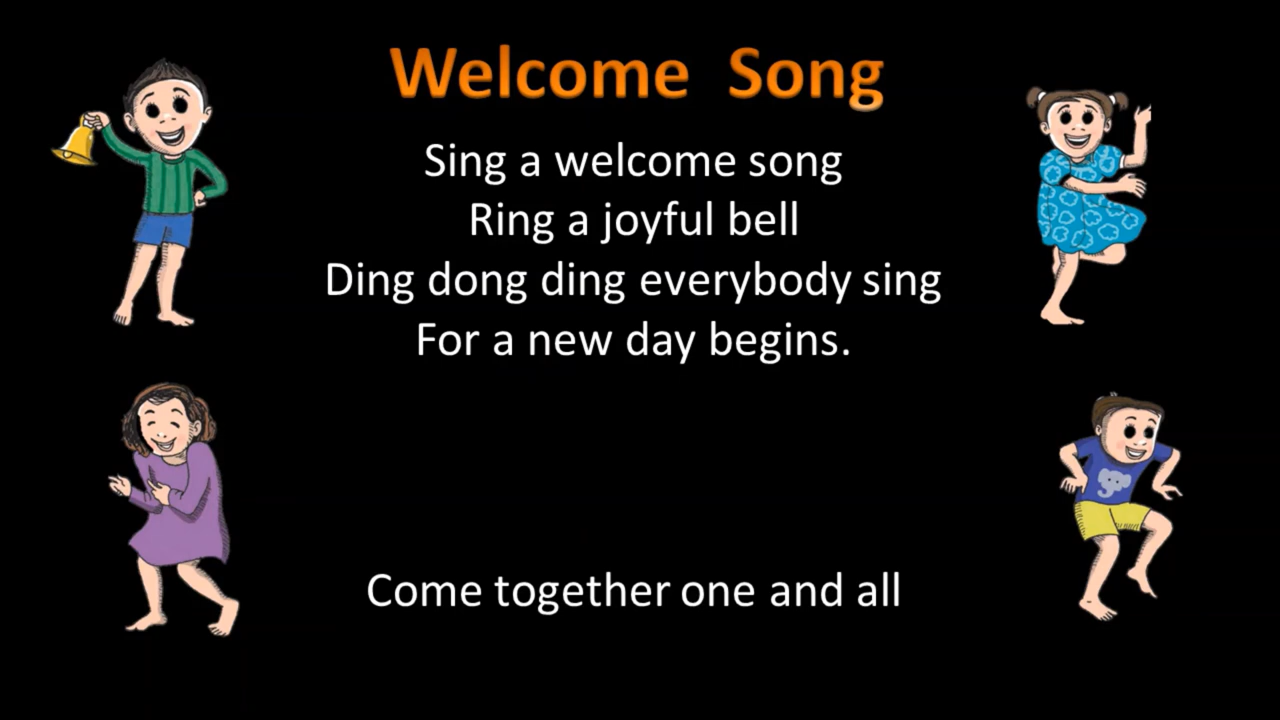 Welcome Song
Sing a welcome song
Ring a joyful bell
Ding dong ding everybody sing
For a new day begins.
Come together one and all